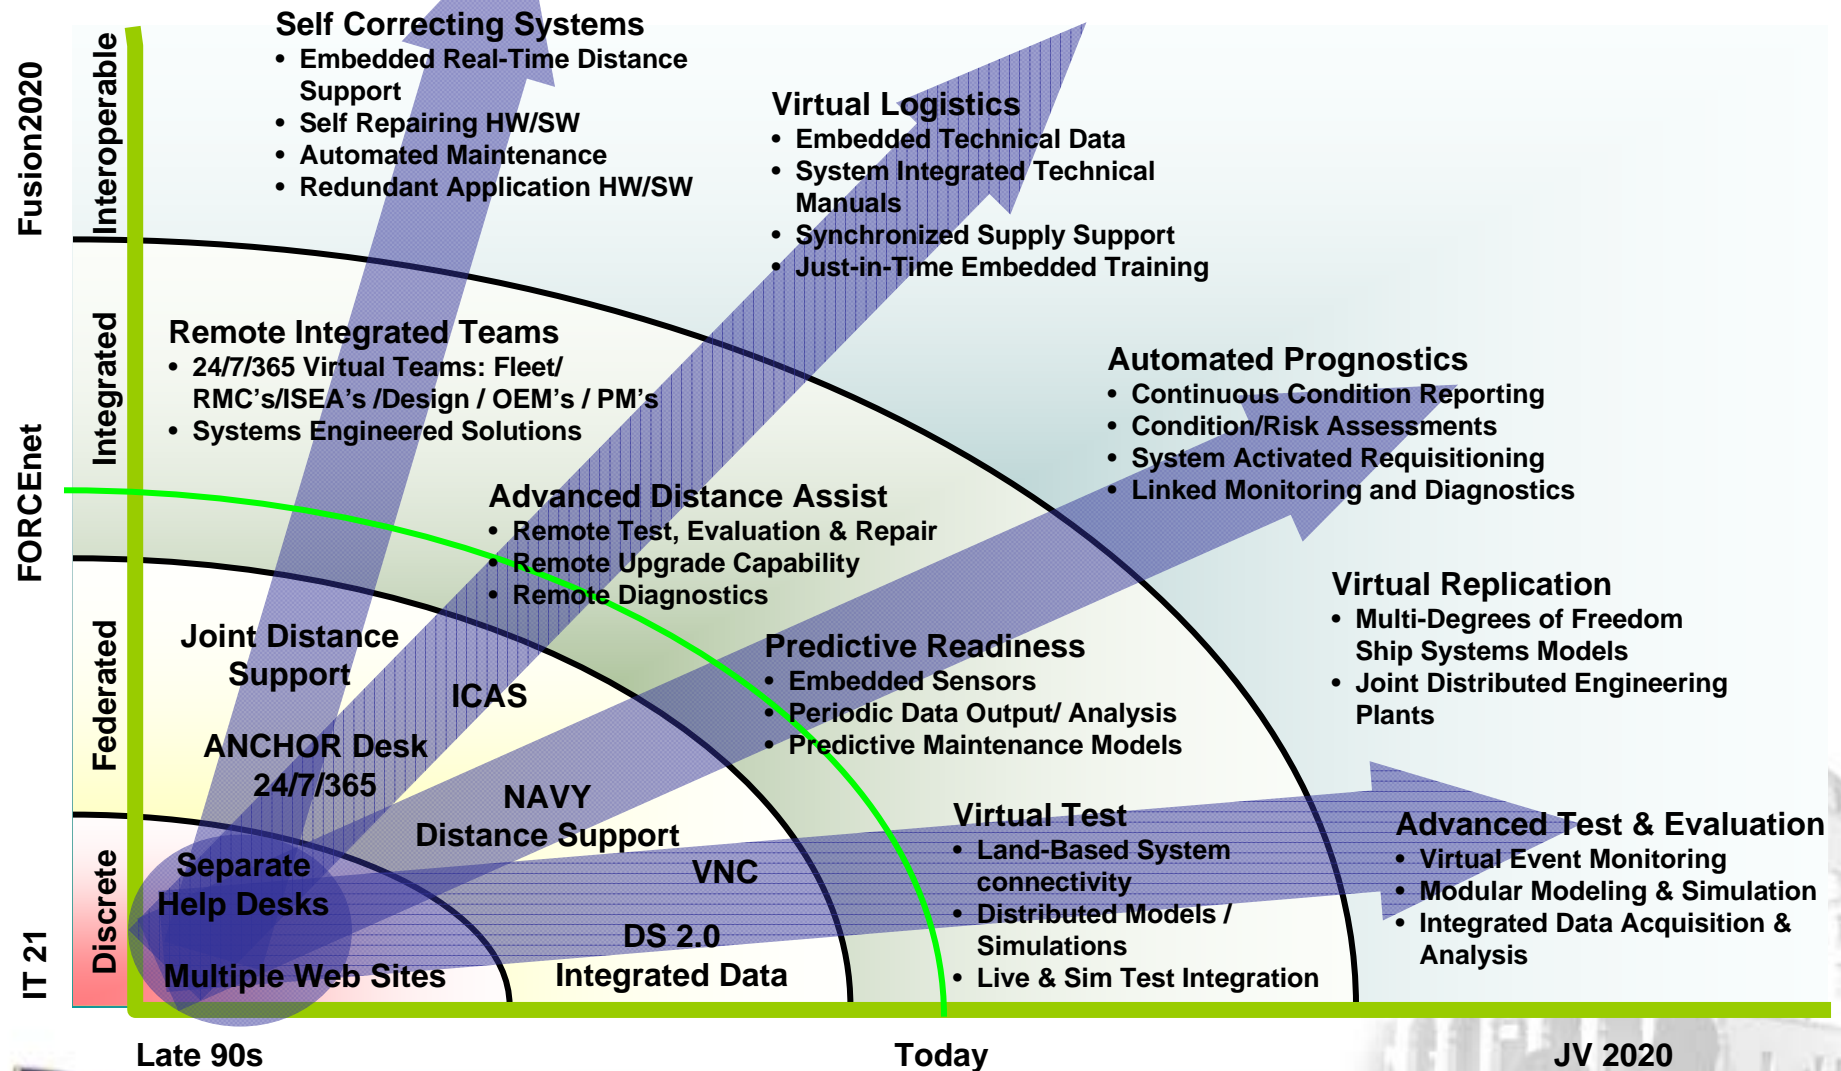 Fusion2020
FORCEnet
IT 21
Interoperable
Integrated
Federated
Discrete
Self Correcting Systems
• Embedded Real-Time Distance
Support
• Self Repairing HW/SW
• Automated Maintenance
• Redundant Application HW/SW
Virtual Logistics
• Embedded Technical Data
• System Integrated Technical
Manuals
• Synchronized Supply Support
• Just-in-Time Embedded Training
Remote Integrated Teams
• 24/7/365 Virtual Teams: Fleet/
RMC's/ISEA's /Design / OEM's / PM's
• Systems Engineered Solutions
Automated Prognostics
• Continuous Condition Reporting
• Condition/Risk Assessments
• System Activated Requisitioning
• Linked Monitoring and Diagnostics
Advanced Distance Assist
• Remote Test, Evaluation & Repair
• Remote Upgrade Capability
• Remote Diagnostics
Virtual Replication
• Multi-Degrees of Freedom
Ship Systems Models
• Joint Distributed Engineering
Plants
Joint Distance
Support
ICAS
Predictive Readiness
• Embedded Sensors
• Periodic Data Output/ Analysis
• Predictive Maintenance Models
ANCHOR Desk
24/7/365
NAVY
Distance Support
VNC
Virtual Test
• Land-Based System
connectivity
• Distributed Models /
Simulations
• Live & Sim Test Integration
Advanced Test & Evaluation
• Virtual Event Monitoring
• Modular Modeling & Simulation
• Integrated Data Acquisition &
Analysis
Separate
Help Desks
Multiple Web Sites
DS 2.0
Integrated Data
Late 90s
Today
JV 2020